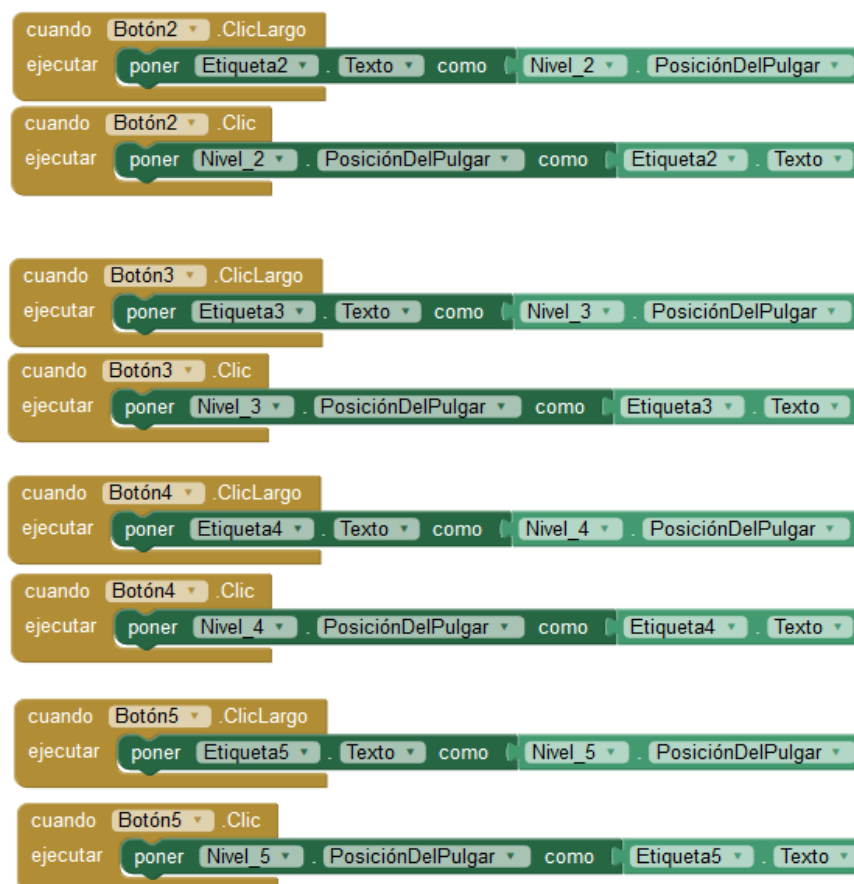 cuando Botón2 .ClicLargo
ejecutar poner Etiqueta2 . Texto como Nivel_2 . PosiciónDelPulgar
cuando Botón2 .Clic
ejecutar poner Nivel_2 . PosiciónDelPulgar como Etiqueta2 . Texto
cuando Botón3 .ClicLargo
ejecutar poner Etiqueta3 . Texto como Nivel_3 . PosiciónDelPulgar
cuando Botón3 .Clic
ejecutar poner Nivel_3 . PosiciónDelPulgar como Etiqueta3 . Texto
cuando Botón4 .ClicLargo
ejecutar poner Etiqueta4 . Texto como Nivel_4 . PosiciónDelPulgar
cuando Botón4 .Clic
ejecutar poner Nivel_4 . PosiciónDelPulgar como Etiqueta4 . Texto
cuando Botón5 .ClicLargo
ejecutar poner Etiqueta5 . Texto como Nivel_5 . PosiciónDelPulgar
cuando Botón5 .Clic
ejecutar poner Nivel_5 . PosiciónDelPulgar como Etiqueta5 . Texto